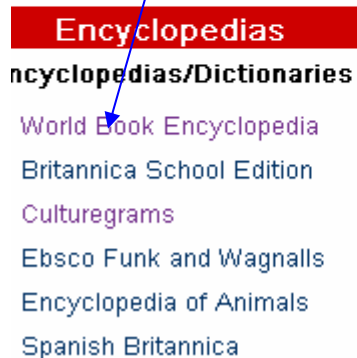 Encyclopedias
ncyclopedias/Dictionaries
World Book Encyclopedia
Britannica School Edition
Culturegrams
Ebsco Funk and Wagnalls
Encyclopedia of Animals
Spanish Britannica